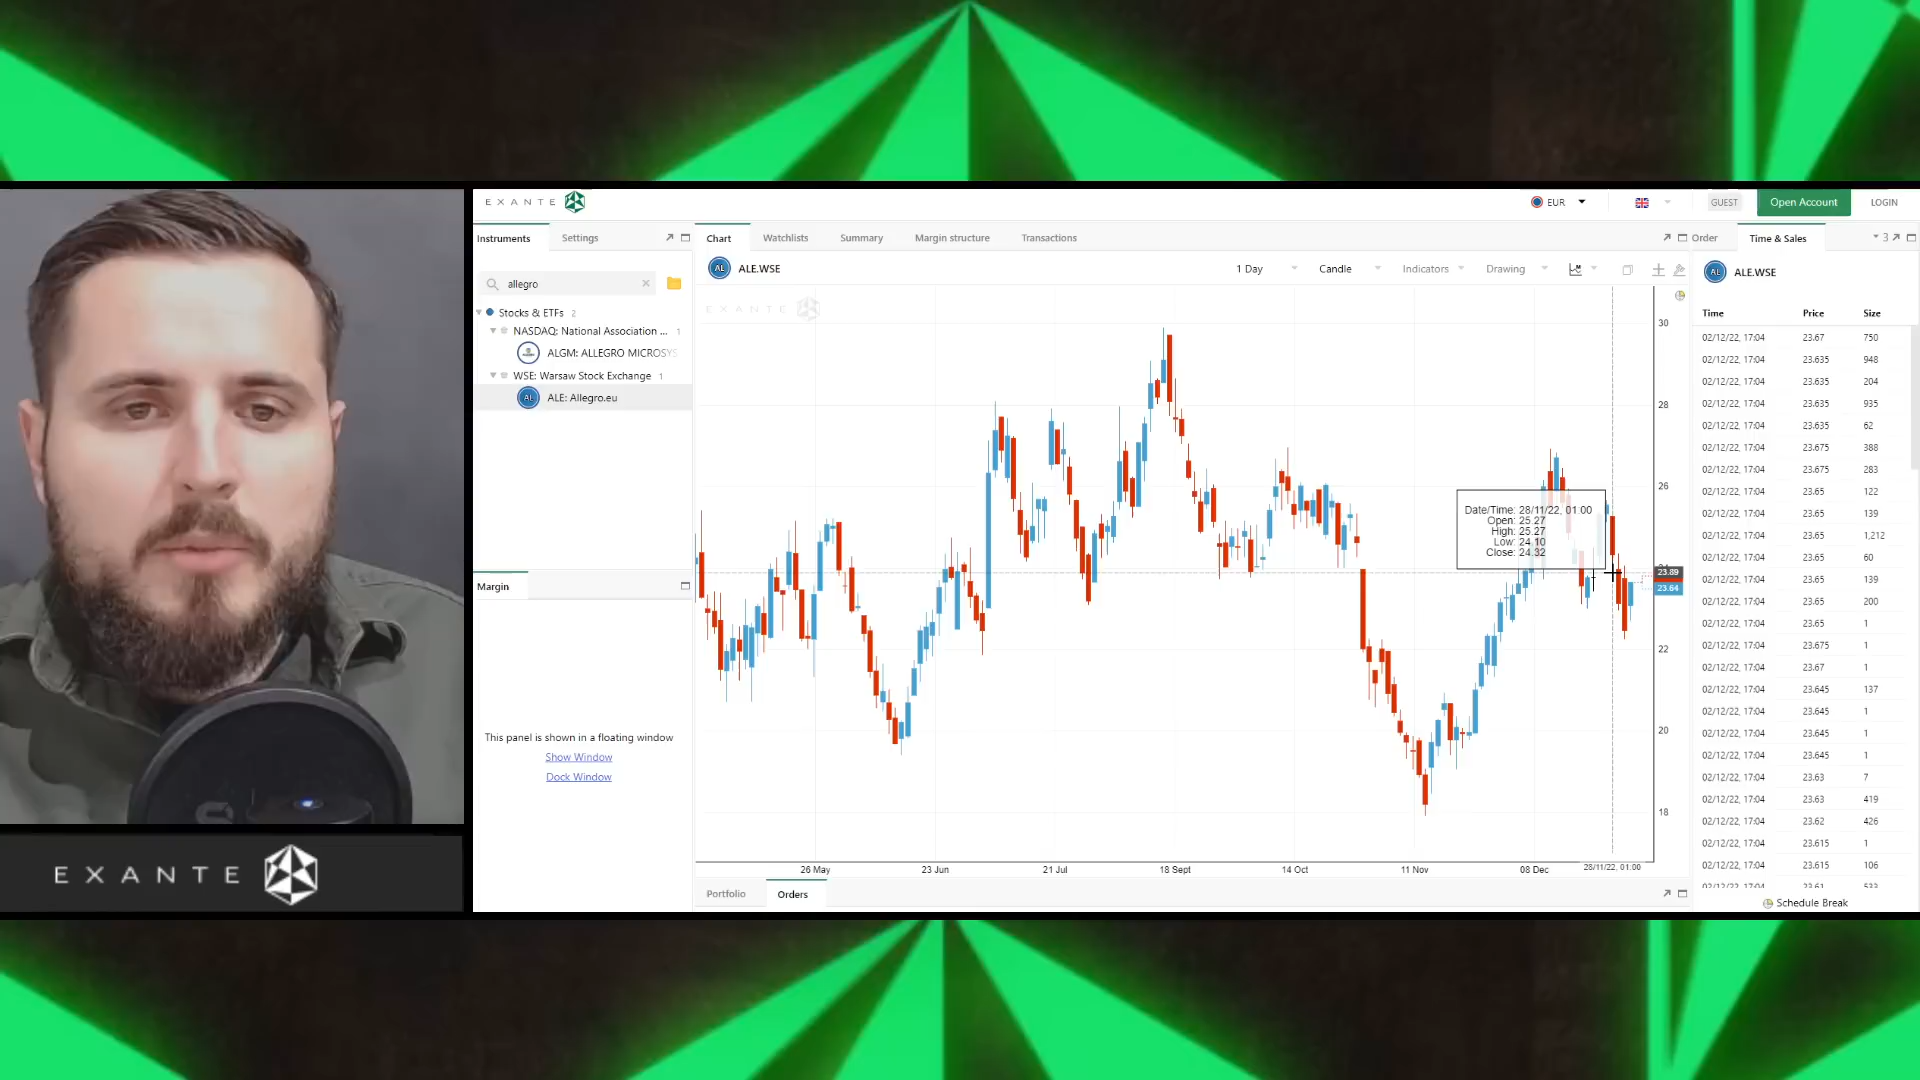 EXANTE
EUR
GUEST
Open Account
LOGIN
Instruments
Settings
Chart
Watchlists
Summary
Margin structure
Transactions
Order
Time & Sales
3
allegro
AL
ALE.WSE
1 Day
Candle
Indicators
Drawing
AL
ALE.WSE
Stocks & ETFs 2
NASDAQ: National Association ... 1
ALGM: ALLEGRO MICROSYS
WSE: Warsaw Stock Exchange 1
AL
ALE: Allegro.eu
EXANTE
Margin
This panel is shown in a floating window
Show Window
Dock Window
30
28
26
22
20
18
23.89
23.64
Date/Time: 28/11/22, 01:00
Open: 25.27
High: 25.27
Low: 24.10
Close: 24.32
26 May
23 Jun
21 Jul
18 Sept
14 Oct
11 Nov
08 Dec
28/11/22, 01:00
Portfolio
Orders
Time Price Size
02/12/22, 17:04 23.67 750
02/12/22, 17:04 23.635 948
02/12/22, 17:04 23.635 204
02/12/22, 17:04 23.635 935
02/12/22, 17:04 23.635 62
02/12/22, 17:04 23.675 388
02/12/22, 17:04 23.675 283
02/12/22, 17:04 23.65 122
02/12/22, 17:04 23.65 139
02/12/22, 17:04 23.65 1,212
02/12/22, 17:04 23.65 60
02/12/22, 17:04 23.65 139
02/12/22, 17:04 23.65 200
02/12/22, 17:04 23.65 1
02/12/22, 17:04 23.675 1
02/12/22, 17:04 23.67 1
02/12/22, 17:04 23.645 137
02/12/22, 17:04 23.645 1
02/12/22, 17:04 23.645 1
02/12/22, 17:04 23.645 1
02/12/22, 17:04 23.63 7
02/12/22, 17:04 23.63 419
02/12/22, 17:04 23.62 426
02/12/22, 17:04 23.615 1
02/12/22, 17:04 23.615 106
02/12/22, 17:04 23.61 533
Schedule Break
EXANTE